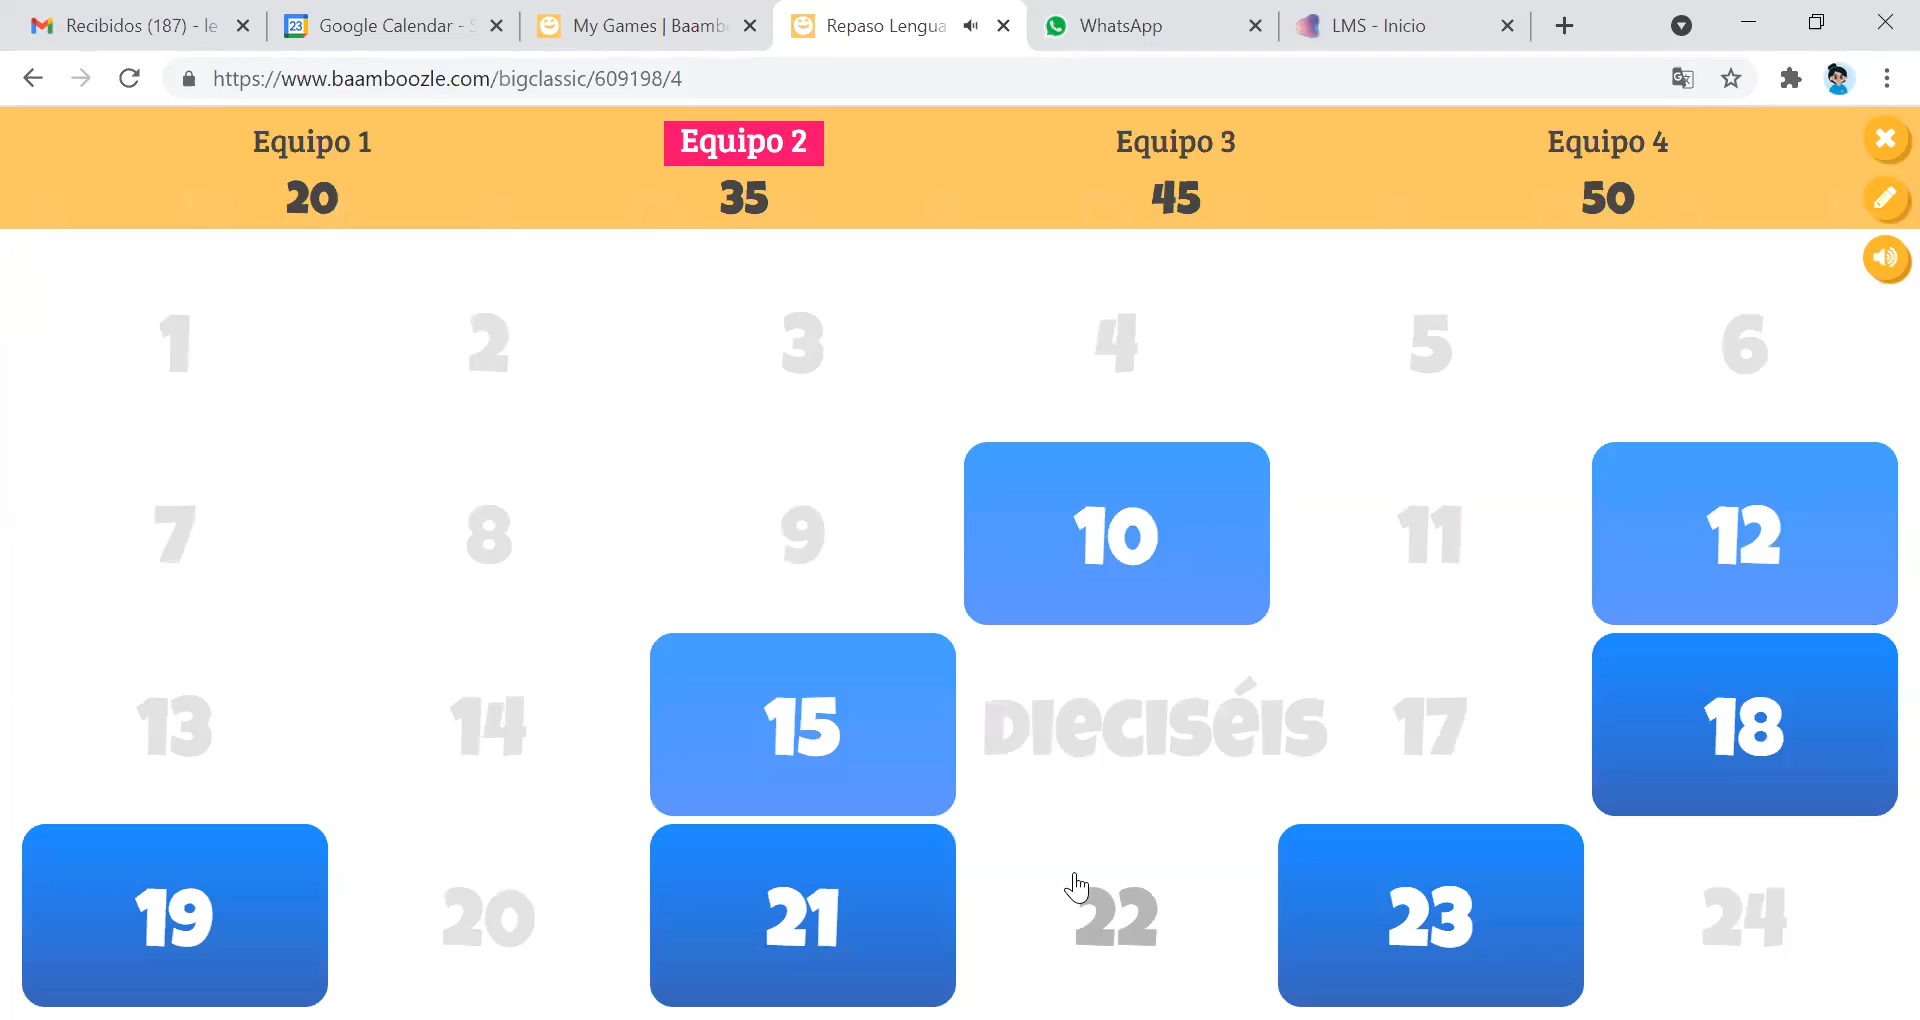 Recibidos (187) - le
Google Calendar - S
My Games | Baamb
Repaso Lengua
WhatsApp
LMS - Inicio
https://www.baamboozle.com/bigclassic/609198/4
Equipo 1 Equipo 2 Equipo 3 Equipo 4
20 35 45 50
1 2 3 4 5 6
7 8 9 10 11 12
13 14 15 DIECISÉIS 17 18
19 20 21 22 23 24